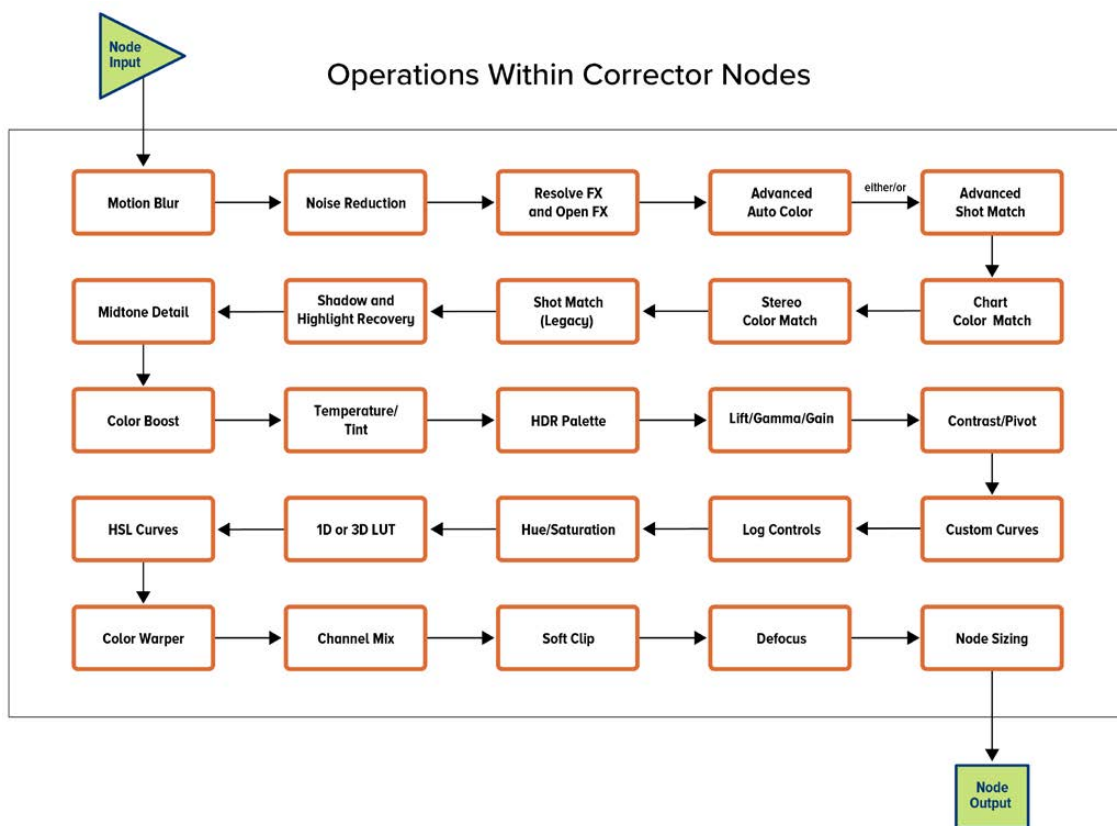 Node
Input
Operations Within Corrector Nodes
Motion Blur
Noise Reduction
Resolve FX
and Open FX
Advanced
Auto Color
either/or
Advanced
Shot Match
Midtone Detail
Shadow and
Highlight Recovery
Shot Match
(Legacy)
Stereo
Color Match
Chart
Color Match
Color Boost
Temperature/
Tint
HDR Palette
Lift/Gamma/Gain
Contrast/Pivot
HSL Curves
1D or 3D LUT
Hue/Saturation
Log Controls
Custom Curves
Color Warper
Channel Mix
Soft Clip
Defocus
Node Sizing
Node
Output